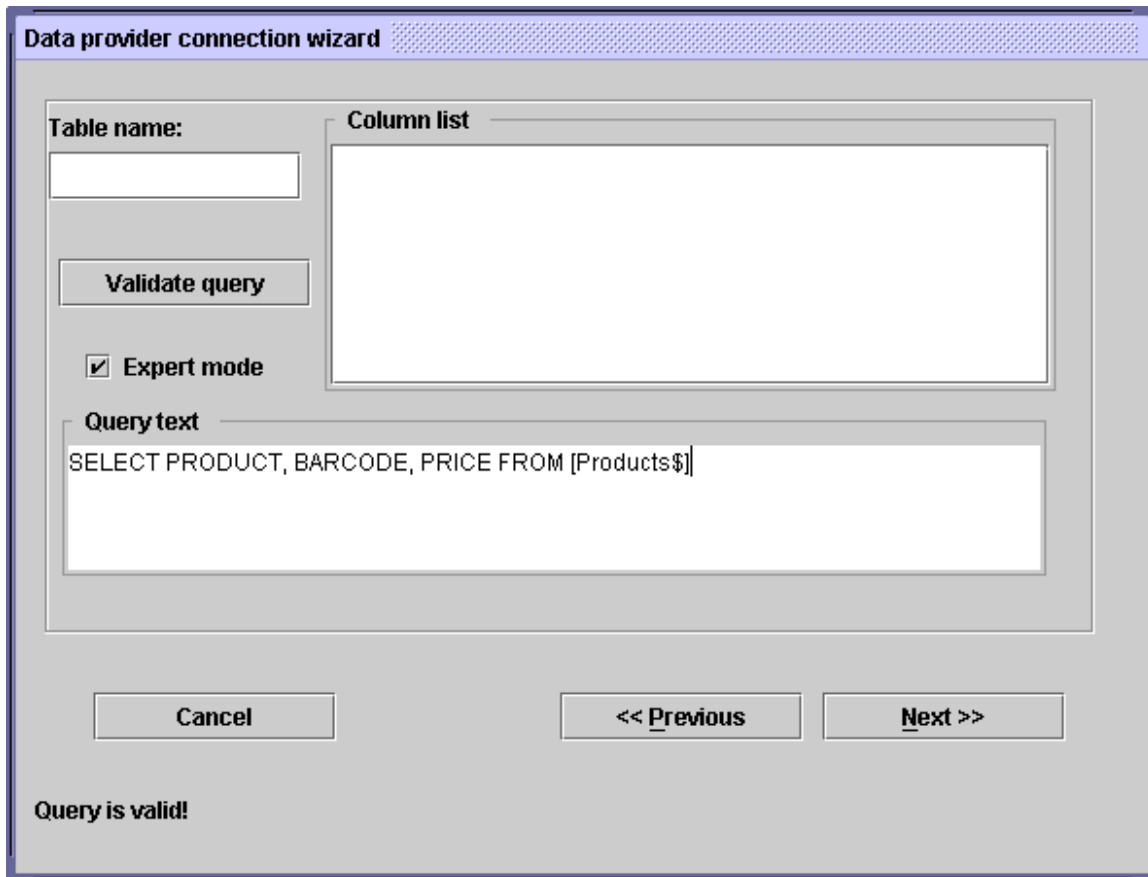 Data provider connection wizard
Table name:
Column list
Validate query
Expert mode
Query text
SELECT PRODUCT, BARCODE, PRICE FROM [Products$]
Cancel
<< Previous
Next >>
Query is valid!